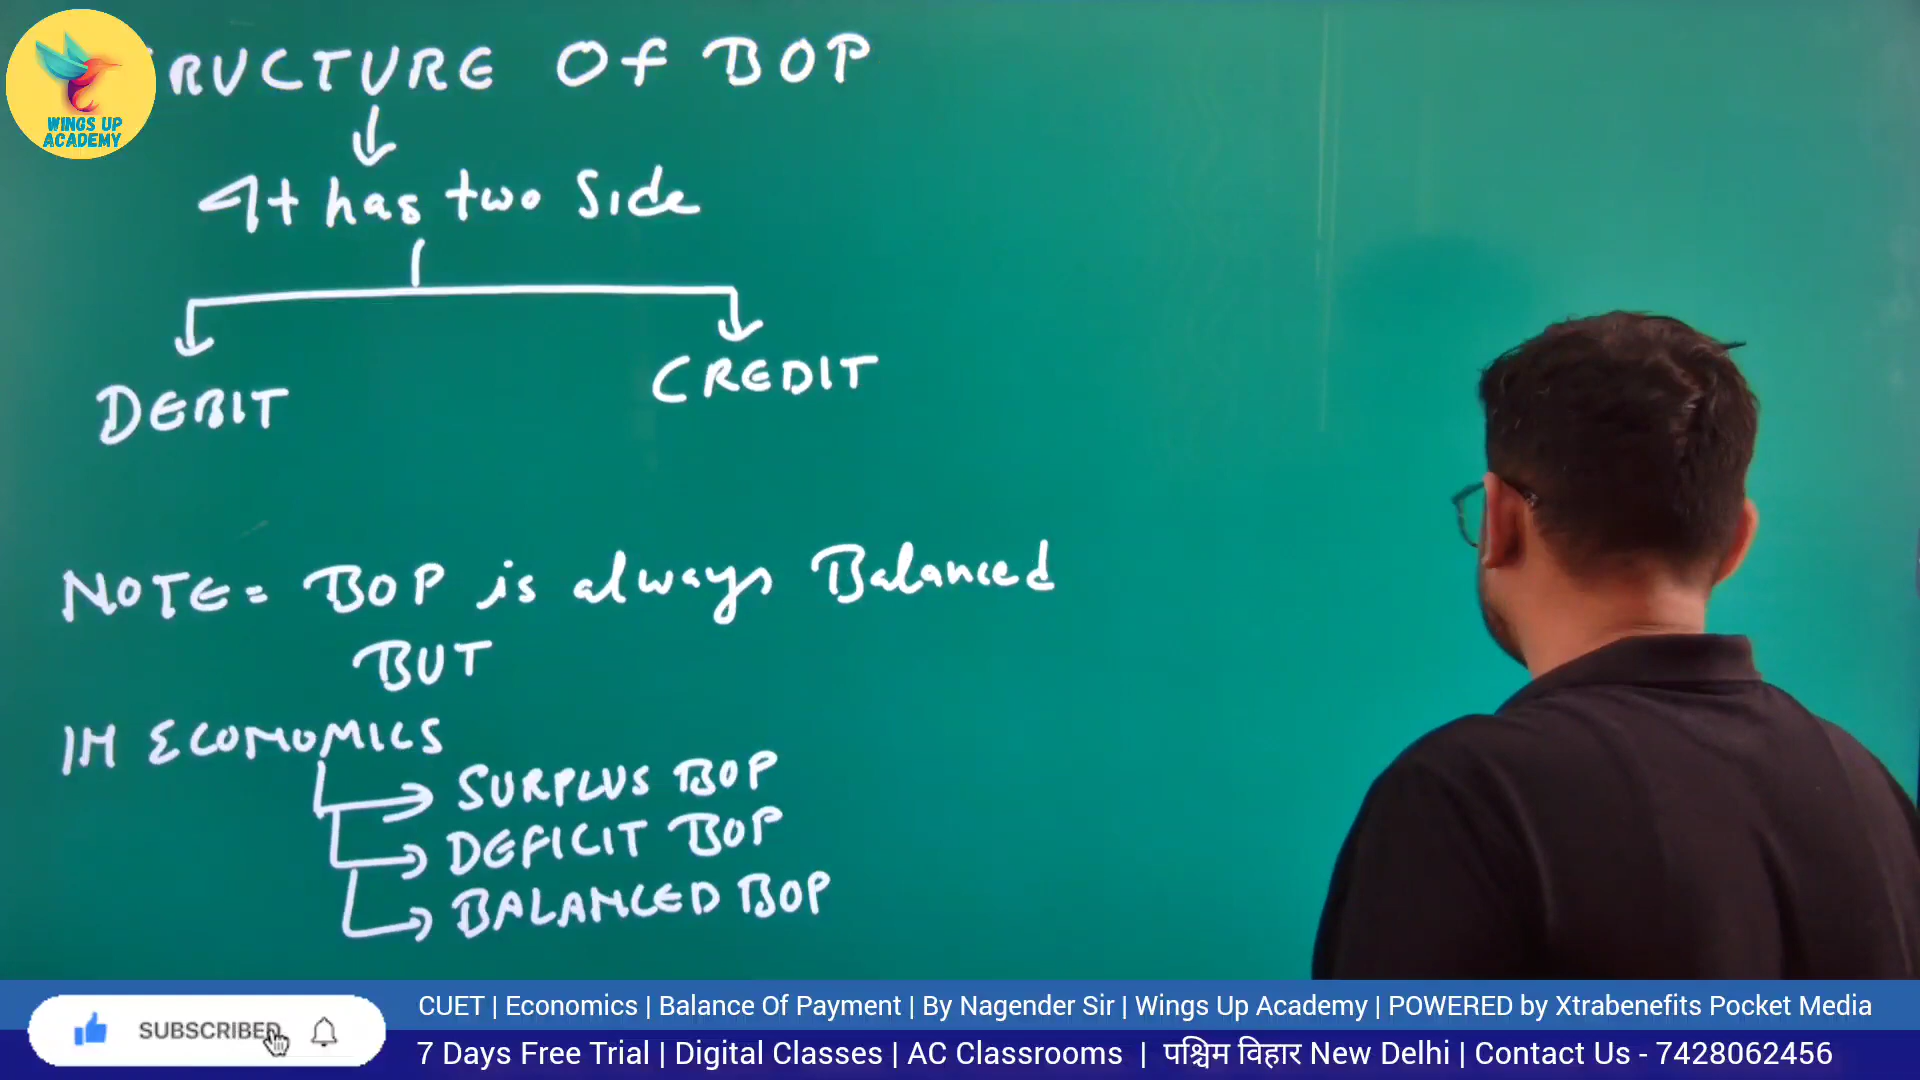 RUCTURE OF BOP
It has two Side
DEBIT
CREDIT
NOTE = BOP is always Balanced
BUT
IN ECONOMICS
SURPLUS BOP
DEFICIT BOP
BALANCED BOP
WINGS UP
ACADEMY
SUBSCRIBED
CUET | Economics | Balance Of Payment | By Nagender Sir | Wings Up Academy | POWERED by Xtrabenefits Pocket Media
7 Days Free Trial | Digital Classes | AC Classrooms | पश्चिम विहार New Delhi | Contact Us - 7428062456